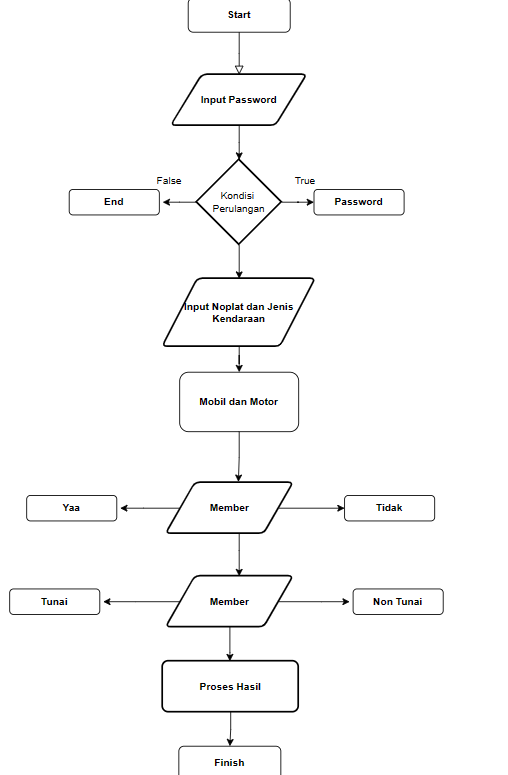 Start
Input Password
False
True
End
Kondisi
Perulangan
Password
Input Noplat dan Jenis
Kendaraan
Mobil dan Motor
Yaa
Member
Tidak
Tunai
Member
Non Tunai
Proses Hasil
Finish